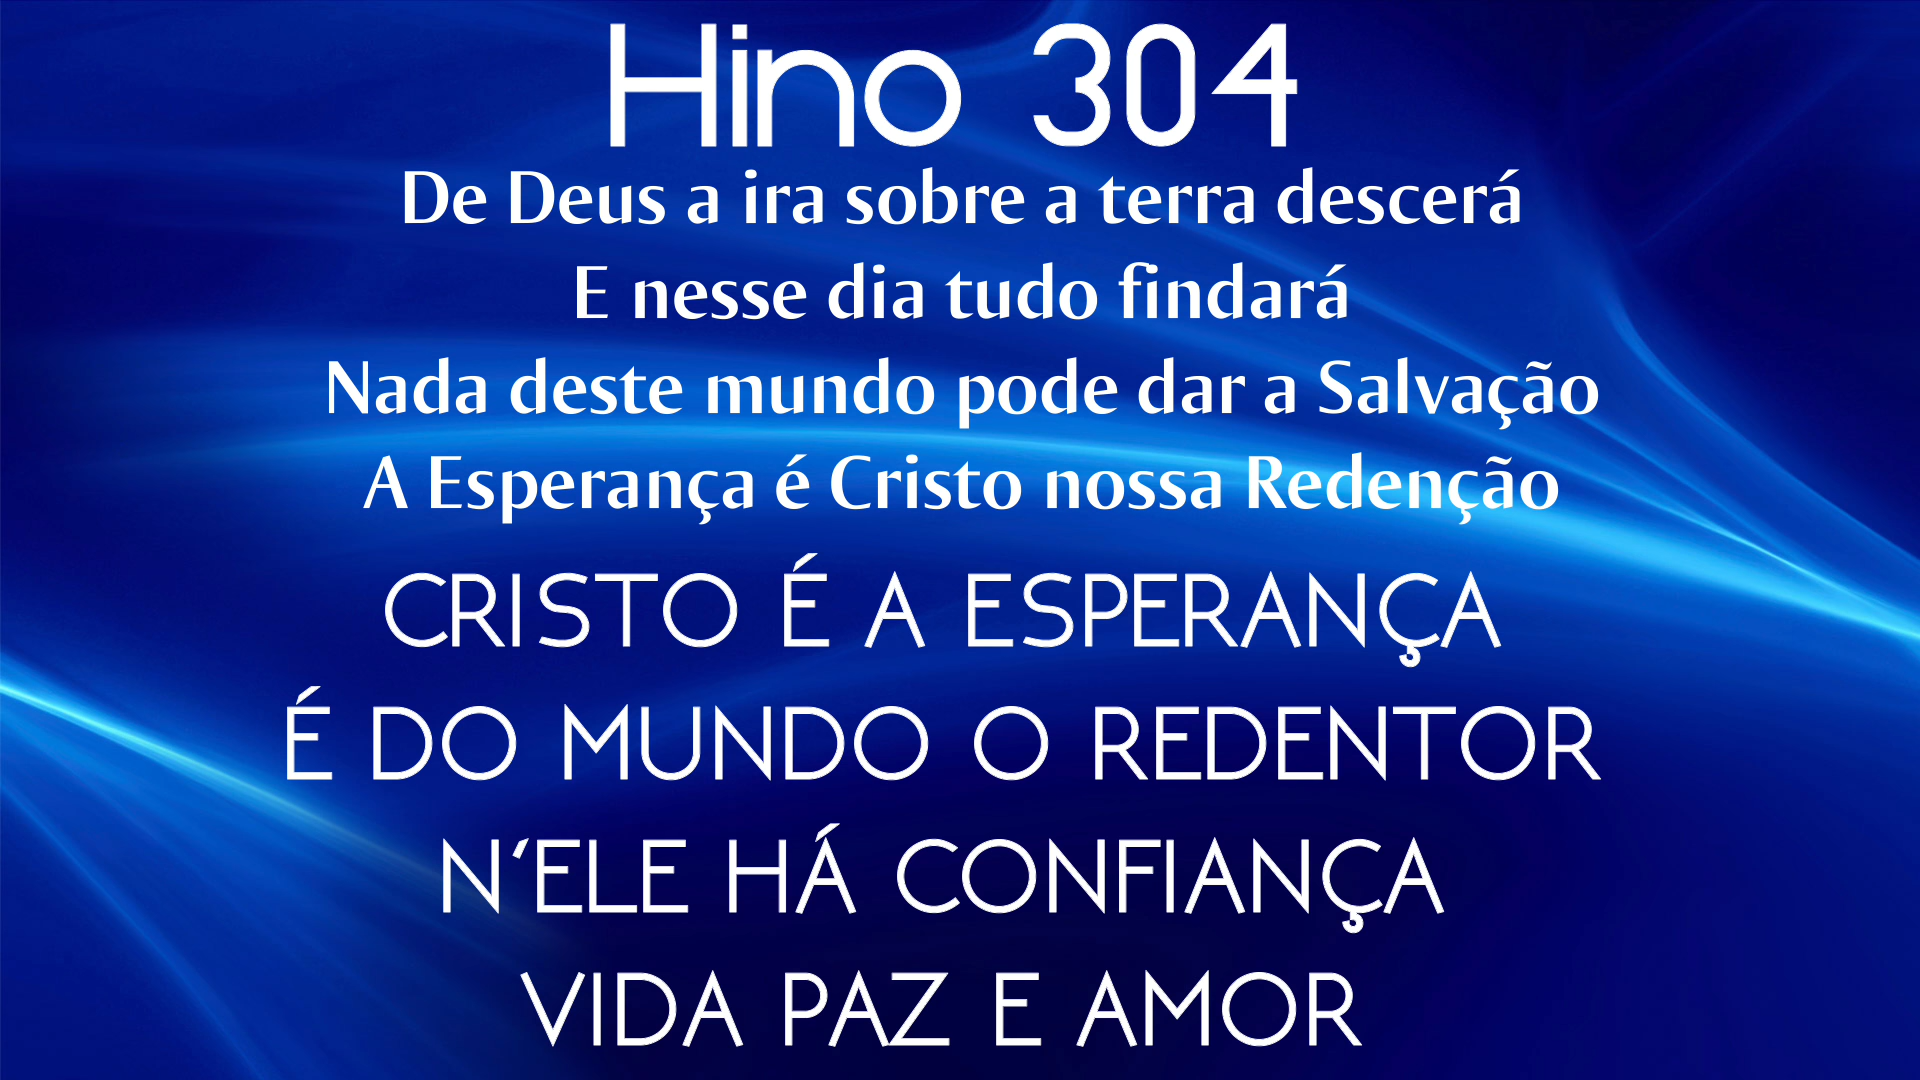 Hino 304
De Deus a ira sobre a terra descerá
E nesse dia tudo findará
Nada deste mundo pode dar a Salvação
A Esperança é Cristo nossa Redenção
CRISTO É A ESPERANÇA
É DO MUNDO O REDENTOR
N'ELE HÁ CONFIANÇA
VIDA PAZ E AMOR